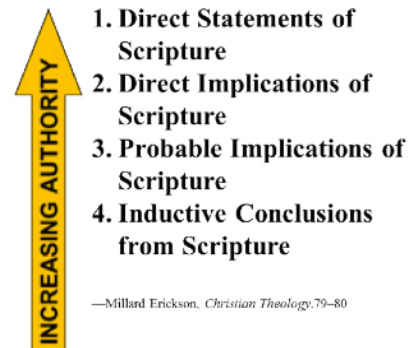 1. Direct Statements of
Scripture
2. Direct Implications of
Scripture
3. Probable Implications of
Scripture
4. Inductive Conclusions
from Scripture
—Millard Erickson, Christian Theology.79–80
INCREASING AUTHORITY